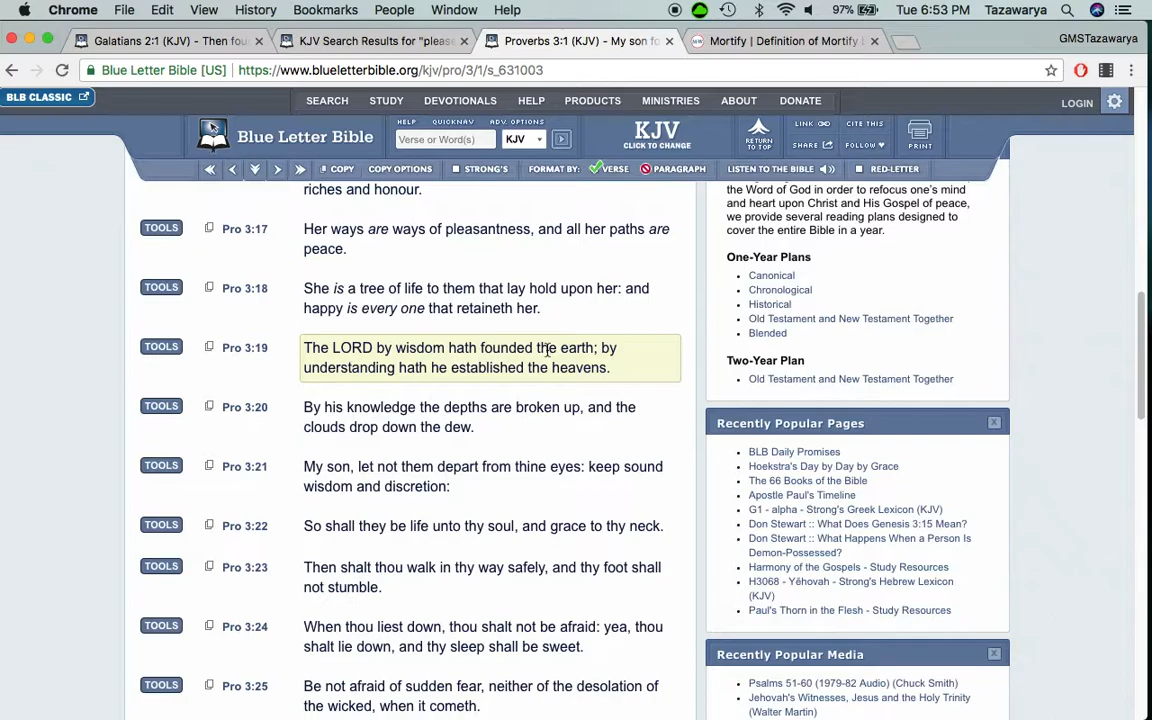 Chrome File Edit View History Bookmarks People Window Help 97% Tue 6:53 PM Tazawarya
Galatians 2:1 (KJV) - Then fou
KJV Search Results for "please
Proverbs 3:1 (KJV) - My son fo
Mortify | Definition of Mortify
GMSTazawarya
Blue Letter Bible [US] https://www.blueletterbible.org/kjv/pro/3/1/s_631003
BLB CLASSIC
SEARCH STUDY DEVOTIONALS HELP PRODUCTS MINISTRIES ABOUT DONATE
LOGIN
Blue Letter Bible
HELP QUICKNAV ADV. OPTIONS
Verse or Word(s) KJV
KJV
CLICK TO CHANGE
RETURN
TO TOP
LINK CITE THIS
SHARE FOLLOW
PRINT
COPY COPY OPTIONS STRONG'S FORMAT BY: VERSE PARAGRAPH LISTEN TO THE BIBLE RED-LETTER
riches and honour.
TOOLS Pro 3:17 Her ways are ways of pleasantness, and all her paths are
peace.
TOOLS Pro 3:18 She is a tree of life to them that lay hold upon her: and
happy is every one that retaineth her.
TOOLS Pro 3:19 The LORD by wisdom hath founded the earth; by
understanding hath he established the heavens.
TOOLS Pro 3:20 By his knowledge the depths are broken up, and the
clouds drop down the dew.
TOOLS Pro 3:21 My son, let not them depart from thine eyes: keep sound
wisdom and discretion:
TOOLS Pro 3:22 So shall they be life unto thy soul, and grace to thy neck.
TOOLS Pro 3:23 Then shalt thou walk in thy way safely, and thy foot shall
not stumble.
TOOLS Pro 3:24 When thou liest down, thou shalt not be afraid: yea, thou
shalt lie down, and thy sleep shall be sweet.
TOOLS Pro 3:25 Be not afraid of sudden fear, neither of the desolation of
the wicked, when it cometh.
the Word of God in order to refocus one's mind
and heart upon Christ and His Gospel of peace,
we provide several reading plans designed to
cover the entire Bible in a year.
One-Year Plans
Canonical
Chronological
Historical
Old Testament and New Testament Together
Blended
Two-Year Plan
Old Testament and New Testament Together
Recently Popular Pages
BLB Daily Promises
Hoekstra's Day by Day by Grace
The 66 Books of the Bible
Apostle Paul's Timeline
G1 - alpha - Strong's Greek Lexicon (KJV)
Don Stewart :: What Does Genesis 3:15 Mean?
Don Stewart :: What Happens When a Person Is
Demon-Possessed?
Harmony of the Gospels - Study Resources
H3068 - Yĕhovah - Strong's Hebrew Lexicon
(KJV)
Paul's Thorn in the Flesh - Study Resources
Recently Popular Media
Psalms 51-60 (1979-82 Audio) (Chuck Smith)
Jehovah's Witnesses, Jesus and the Holy Trinity
(Walter Martin)